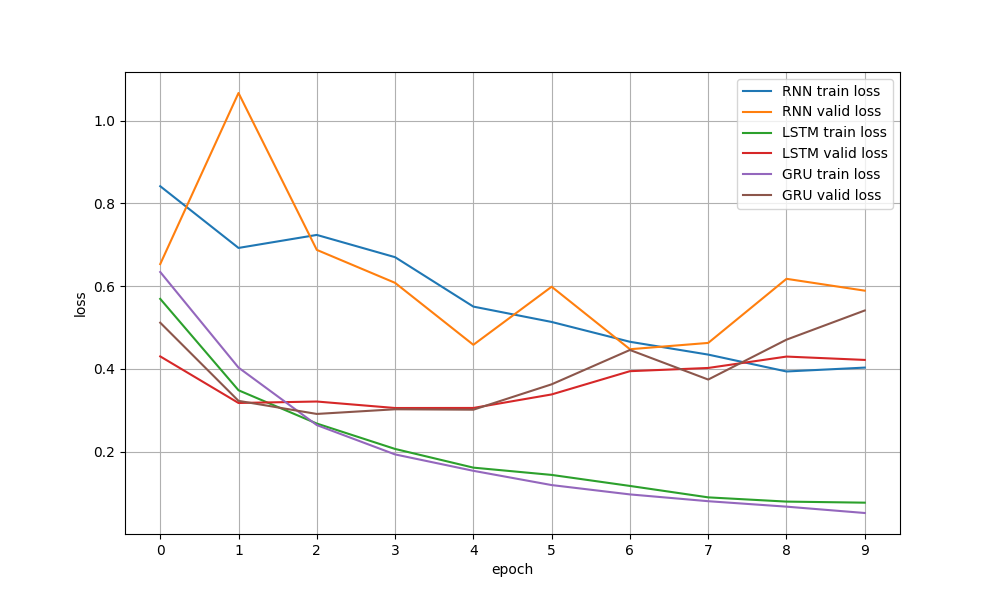 RNN train loss
RNN valid loss
LSTM train loss
LSTM valid loss
GRU train loss
GRU valid loss
1.0
0.8
0.6
0.4
0.2
loss
0 1 2 3 4 5 6 7 8 9
epoch